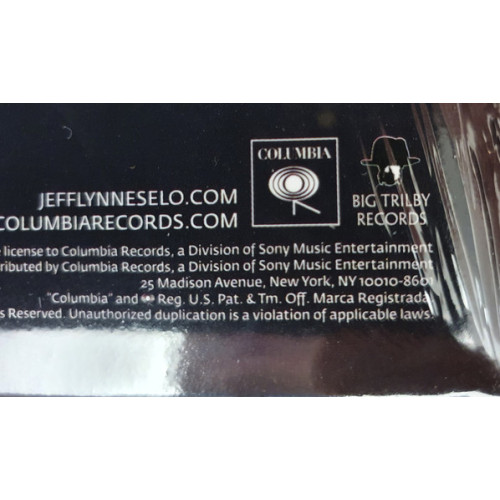 JEFFLYNNESELO.COM
COLUMBIARECORDS.COM
COLUMBIA
BIG TRILBY
RECORDS
license to Columbia Records, a Division of Sony Music Entertainment
by Columbia Records, a Division of Sony Music Entertainment
25 Madison Avenue, New York, NY 10010-8601
"Columbia" and Reg. U.S. Pat. & Tm. Off. Marca Registrada.
Reserved. Unauthorized duplication is a violation of applicable laws.